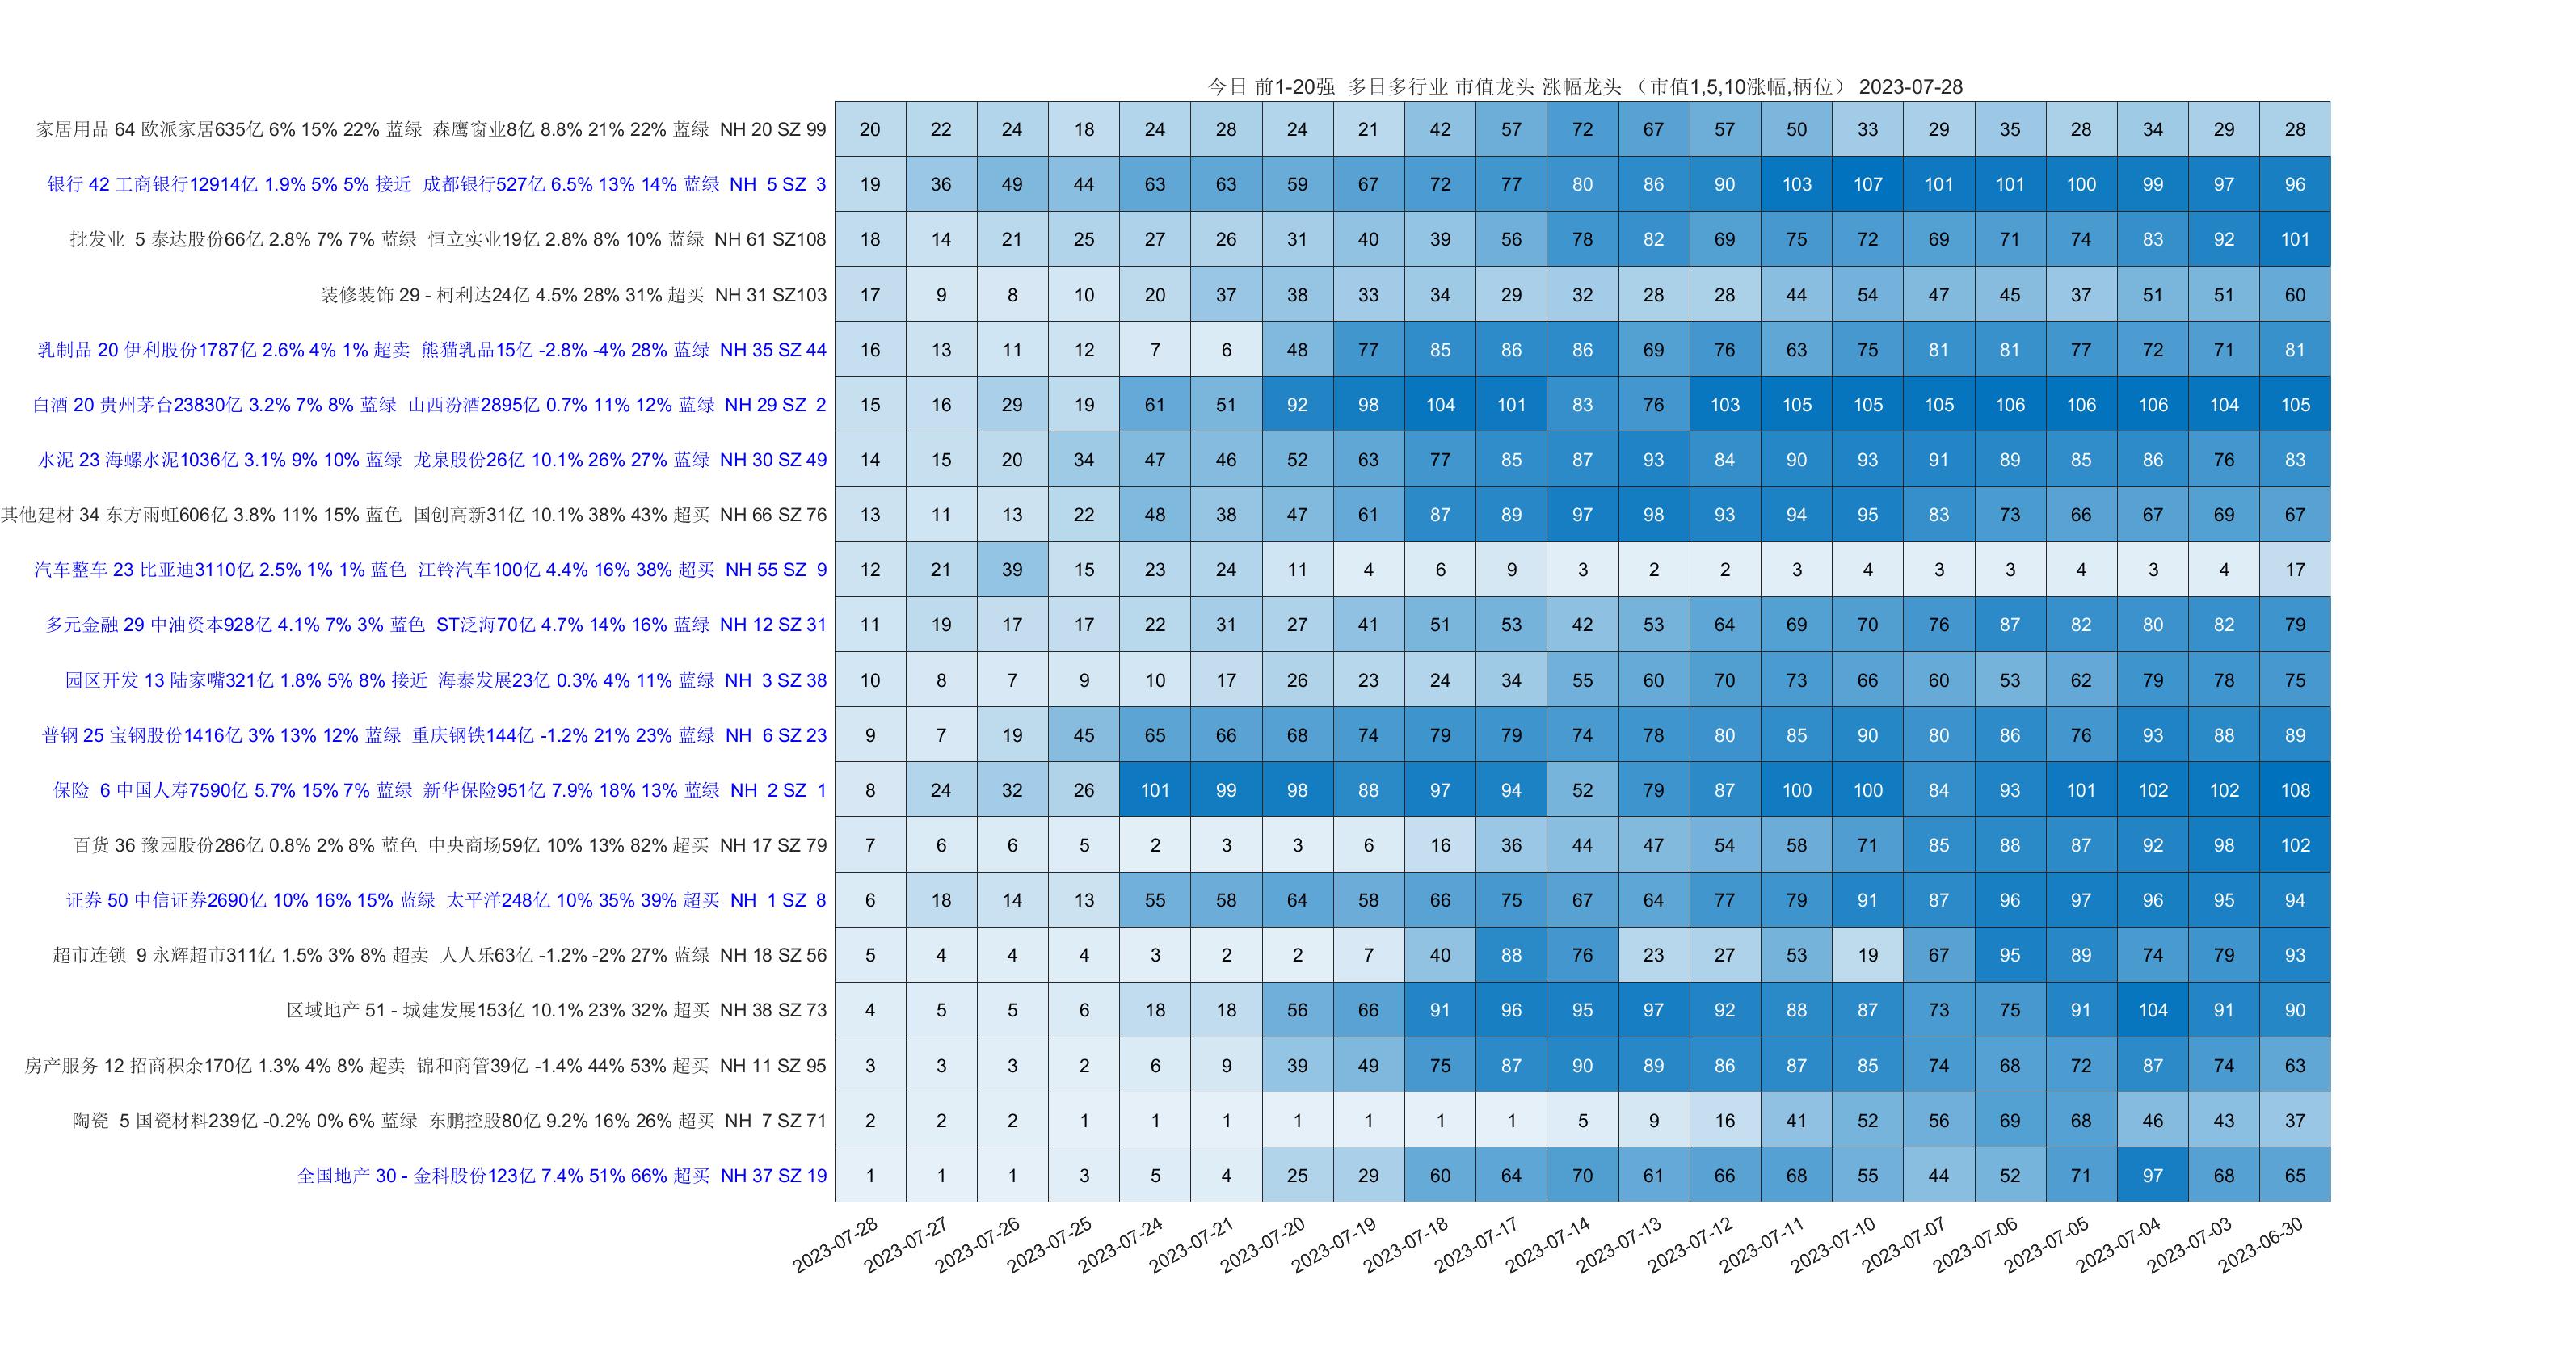 今日 前1-20强 多日多行业 市值龙头 涨幅龙头 （市值1,5,10涨幅,柄位） 2023-07-28
家居用品 64 欧派家居635亿 6% 15% 22% 蓝绿 森鹰窗业8亿 8.8% 21% 22% 蓝绿 NH 20 SZ 99 20 22 24 18 24 28 24 21 42 57 72 67 57 50 33 29 35 28 34 29 28
银行 42 工商银行12914亿 1.9% 5% 5% 接近 成都银行527亿 6.5% 13% 14% 蓝绿 NH 5 SZ 3 19 36 49 44 63 63 59 67 72 77 80 86 90 103 107 101 101 100 99 97 96
批发业 5 泰达股份66亿 2.8% 7% 7% 蓝绿 恒立实业19亿 2.8% 8% 10% 蓝绿 NH 61 SZ108 18 14 21 25 27 26 31 40 39 56 78 82 69 75 72 69 71 74 83 92 101
装修装饰 29 - 柯利达24亿 4.5% 28% 31% 超买 NH 31 SZ103 17 9 8 10 20 37 38 33 34 29 32 28 28 44 54 47 45 37 51 51 60
乳制品 20 伊利股份1787亿 2.6% 4% 1% 超卖 熊猫乳品15亿 -2.8% -4% 28% 蓝绿 NH 35 SZ 44 16 13 11 12 7 6 48 77 85 86 86 69 76 63 75 81 81 77 72 71 81
白酒 20 贵州茅台23830亿 3.2% 7% 8% 蓝绿 山西汾酒2895亿 0.7% 11% 12% 蓝绿 NH 29 SZ 2 15 16 29 19 61 51 92 98 104 101 83 76 103 105 105 105 106 106 106 104 105
水泥 23 海螺水泥1036亿 3.1% 9% 10% 蓝绿 龙泉股份26亿 10.1% 26% 27% 蓝绿 NH 30 SZ 49 14 15 20 34 47 46 52 63 77 85 87 93 84 90 93 91 89 85 86 76 83
其他建材 34 东方雨虹606亿 3.8% 11% 15% 蓝色 国创高新31亿 10.1% 38% 43% 超买 NH 66 SZ 76 13 11 13 22 48 38 47 61 87 89 97 98 93 94 95 83 73 66 67 69 67
汽车整车 23 比亚迪3110亿 2.5% 1% 1% 蓝色 江铃汽车100亿 4.4% 16% 38% 超买 NH 55 SZ 9 12 21 39 15 23 24 11 4 6 9 3 2 2 3 4 3 3 4 3 4 17
多元金融 29 中油资本928亿 4.1% 7% 3% 蓝色 ST泛海70亿 4.7% 14% 16% 蓝绿 NH 12 SZ 31 11 19 17 17 22 31 27 41 51 53 42 53 64 69 70 76 87 82 80 82 79
园区开发 13 陆家嘴321亿 1.8% 5% 8% 接近 海泰发展23亿 0.3% 4% 11% 蓝绿 NH 3 SZ 38 10 8 7 9 10 17 26 23 24 34 55 60 70 73 66 60 53 62 79 78 75
普钢 25 宝钢股份1416亿 3% 13% 12% 蓝绿 重庆钢铁144亿 -1.2% 21% 23% 蓝绿 NH 6 SZ 23 9 7 19 45 65 66 68 74 79 79 74 78 80 85 90 80 86 76 93 88 89
保险 6 中国人寿7590亿 5.7% 15% 7% 蓝绿 新华保险951亿 7.9% 18% 13% 蓝绿 NH 2 SZ 1 8 24 32 26 101 99 98 88 97 94 52 79 87 100 100 84 93 101 102 102 108
百货 36 豫园股份286亿 0.8% 2% 8% 蓝色 中央商场59亿 10% 13% 82% 超买 NH 17 SZ 79 7 6 6 5 2 3 3 6 16 36 44 47 54 58 71 85 88 87 92 98 102
证券 50 中信证券2690亿 10% 16% 15% 蓝绿 太平洋248亿 10% 35% 39% 超买 NH 1 SZ 8 6 18 14 13 55 58 64 58 66 75 67 64 77 79 91 87 96 97 96 95 94
超市连锁 9 永辉超市311亿 1.5% 3% 8% 超卖 人人乐63亿 -1.2% -2% 27% 蓝绿 NH 18 SZ 56 5 4 4 4 3 2 2 7 40 88 76 23 27 53 19 67 95 89 74 79 93
区域地产 51 - 城建发展153亿 10.1% 23% 32% 超买 NH 38 SZ 73 4 5 5 6 18 18 56 66 91 96 95 97 92 88 87 73 75 91 104 91 90
房产服务 12 招商积余170亿 1.3% 4% 8% 超卖 锦和商管39亿 -1.4% 44% 53% 超买 NH 11 SZ 95 3 3 3 2 6 9 39 49 75 87 90 89 86 87 85 74 68 72 87 74 63
陶瓷 5 国瓷材料239亿 -0.2% 0% 6% 蓝绿 东鹏控股80亿 9.2% 16% 26% 超买 NH 7 SZ 71 2 2 2 1 1 1 1 1 1 1 5 9 16 41 52 56 69 68 46 43 37
全国地产 30 - 金科股份123亿 7.4% 51% 66% 超买 NH 37 SZ 19 1 1 1 3 5 4 25 29 60 64 70 61 66 68 55 44 52 71 97 68 65
2023-07-28 2023-07-27 2023-07-26 2023-07-25 2023-07-24 2023-07-21 2023-07-20 2023-07-19 2023-07-18 2023-07-17 2023-07-14 2023-07-13 2023-07-12 2023-07-11 2023-07-10 2023-07-07 2023-07-06 2023-07-05 2023-07-04 2023-07-03 2023-06-30